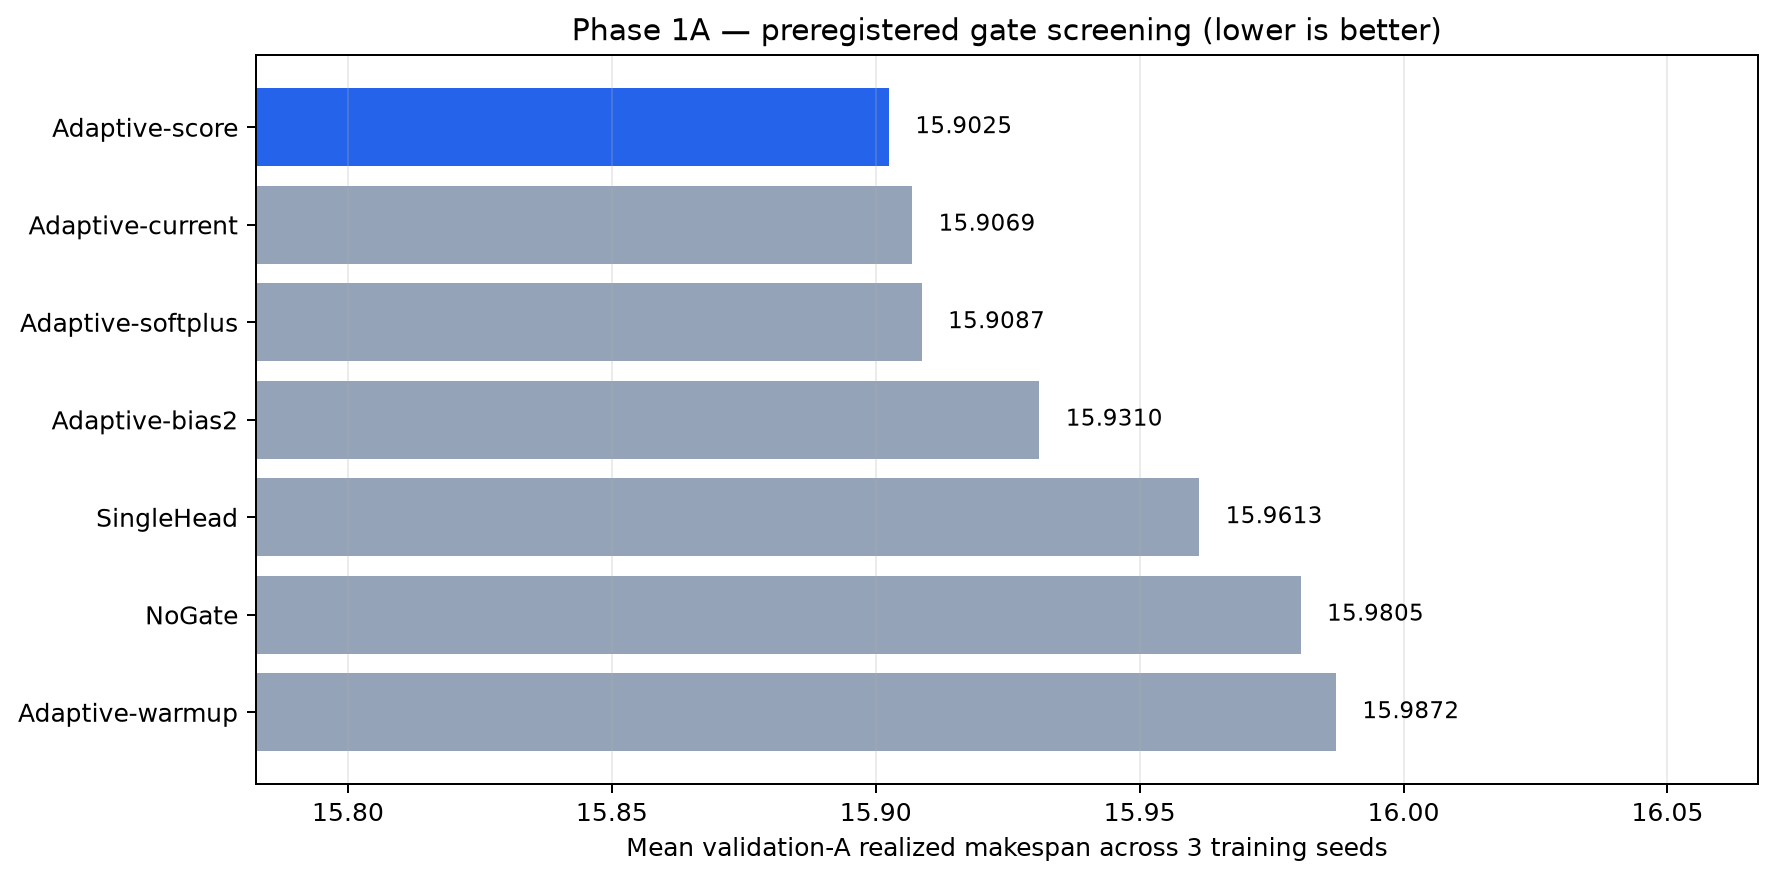 Phase 1A — preregistered gate screening (lower is better)
Adaptive-score
15.9025
Adaptive-current
15.9069
Adaptive-softplus
15.9087
Adaptive-bias2
15.9310
SingleHead
15.9613
NoGate
15.9805
Adaptive-warmup
15.9872
15.80 15.85 15.90 15.95 16.00 16.05
Mean validation-A realized makespan across 3 training seeds